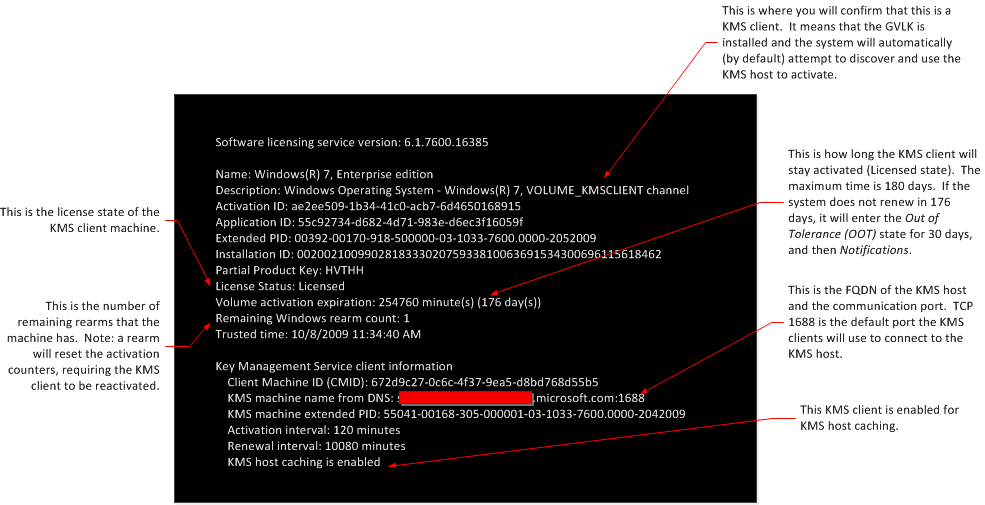 This is where you will confirm that this is a
KMS client.  It means that the GVLK is
installed and the system will automatically
(by default) attempt to discover and use the
KMS host to activate.
Software licensing service version: 6.1.7600.16385
Name: Windows(R) 7, Enterprise edition
Description: Windows Operating System - Windows(R) 7, VOLUME_KMSCLIENT channel
Activation ID: ae2ee509-1b34-41c0-acb7-6d4650168915
Application ID: 55c92734-d682-4d71-983e-d6ec3f16059f
Extended PID: 00392-00170-918-500000-03-1033-7600.0000-2052009
Installation ID: 002002100990281833302075933810063691534300696115618462
Partial Product Key: HVTHH
License Status: Licensed
Volume activation expiration: 254760 minute(s) (176 day(s))
Remaining Windows rearm count: 1
Trusted time: 10/8/2009 11:34:40 AM
Key Management Service client information
Client Machine ID (CMID): 672d9c27-0c6c-4f37-9ea5-d8bd768d55b5
KMS machine name from DNS: .microsoft.com:1688
KMS machine extended PID: 55041-00168-305-000001-03-1033-7600.0000-2042009
Activation interval: 120 minutes
Renewal interval: 10080 minutes
KMS host caching is enabled
This is the license state of the
KMS client machine.
This is the number of
remaining rearms that the
machine has.  Note: a rearm
will reset the activation
counters, requiring the KMS
client to be reactivated.
This is how long the KMS client will
stay activated (Licensed state).  The
maximum time is 180 days.  If the
system does not renew in 176
days, it will enter the Out of
Tolerance (OOT) state for 30 days,
and then Notifications.
This is the FQDN of the KMS host
and the communication port.  TCP
1688 is the default port the KMS
clients will use to connect to the
KMS host.
This KMS client is enabled for
KMS host caching.